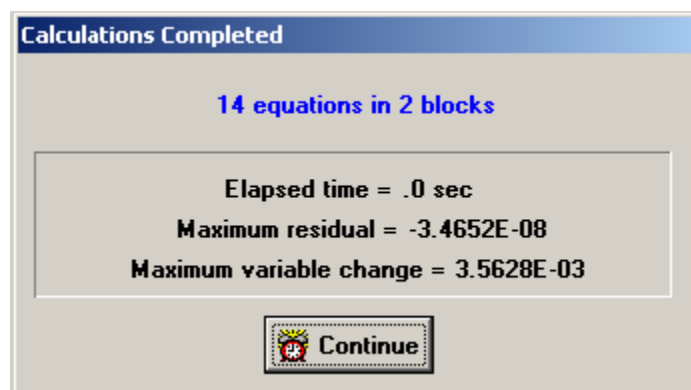 Calculations Completed
14 equations in 2 blocks
Elapsed time = .0 sec
Maximum residual = -3.4652E-08
Maximum variable change = 3.5628E-03
Continue